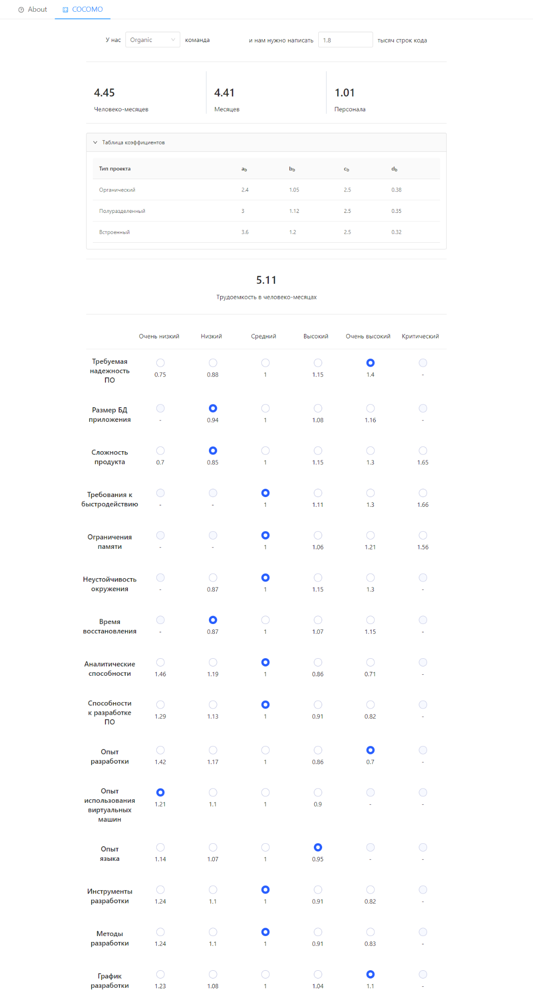 About COCOMO
У нас Organic команда и нам нужно написать 1.8 тысяч строк кода
4.45 4.41 1.01
Человеко-месяцев Месяцев Персонала
Таблица коэффициентов
Тип проекта ab bb cb db
Органический 2.4 1.05 2.5 0.38
Полуразделенный 3 1.12 2.5 0.35
Встроенный 3.6 1.2 2.5 0.32
5.11
Трудоемкость в человеко-месяцах
Очень низкий Низкий Средний Высокий Очень высокий Критический
Требуемая
надежность
ПО
0.75 0.88 1 1.15 1.4 -
Размер БД
приложения
- 0.94 1 1.08 1.16 -
Сложность
продукта
0.7 0.85 1 1.15 1.3 1.65
Требования к
быстродействию
- - 1 1.11 1.3 1.66
Ограничения
памяти
- - 1 1.06 1.21 1.56
Неустойчивость
окружения
- 0.87 1 1.15 1.3 -
Время
восстановления
- 0.87 1 1.07 1.15 -
Аналитические
способности
1.46 1.19 1 0.86 0.71 -
Способности
к разработке
ПО
1.29 1.13 1 0.91 0.82 -
Опыт
разработки
1.42 1.17 1 0.86 0.7 -
Опыт
использования
виртуальных
машин
1.21 1.1 1 0.9 - -
Опыт
языка
1.14 1.07 1 0.95 - -
Инструменты
разработки
1.24 1.1 1 0.91 0.82 -
Методы
разработки
1.24 1.1 1 0.91 0.83 -
График
разработки
1.23 1.08 1 1.04 1.1 -